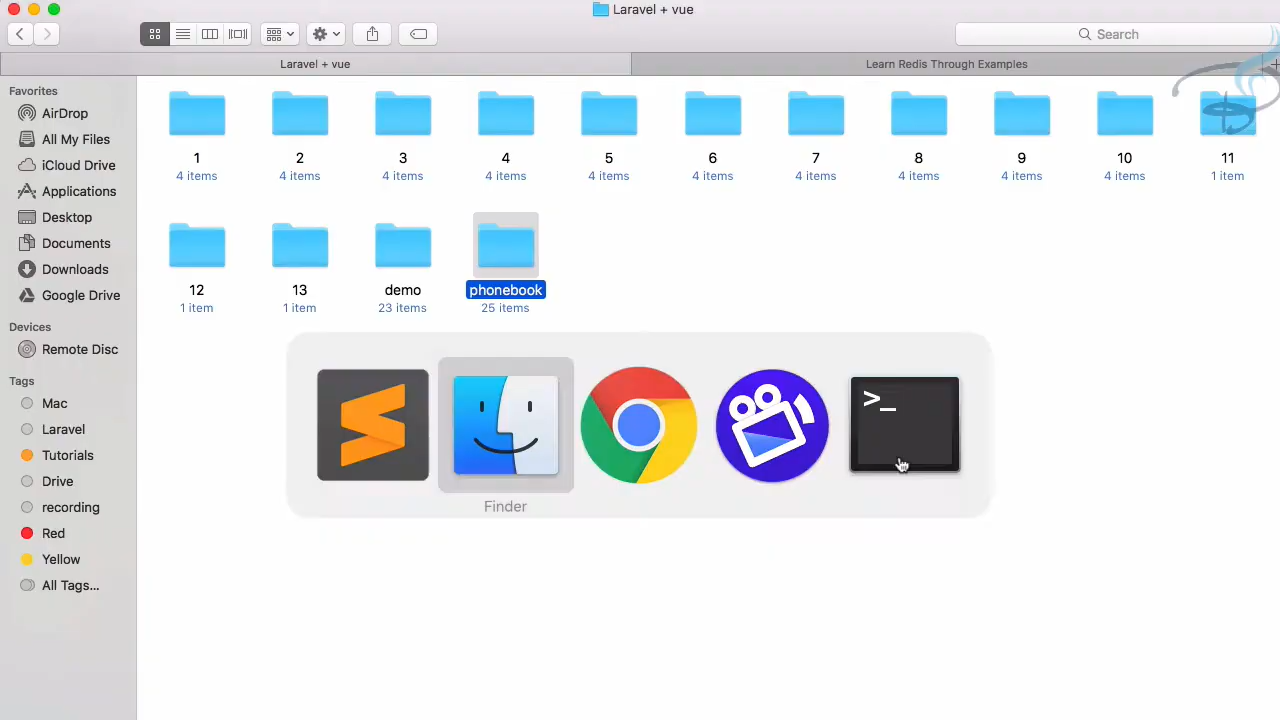 Laravel + vue
Search
Laravel + vue
Learn Redis Through Examples
Favorites
AirDrop
All My Files
iCloud Drive
Applications
Desktop
Documents
Downloads
Google Drive
Devices
Remote Disc
Tags
Mac
Laravel
Tutorials
Drive
recording
Red
Yellow
All Tags...
1 2 3 4 5 6 7 8 9 10 11
4 items 4 items 4 items 4 items 4 items 4 items 4 items 4 items 4 items 4 items 1 item
12 13 demo phonebook
1 item 1 item 23 items 25 items
>_
Finder